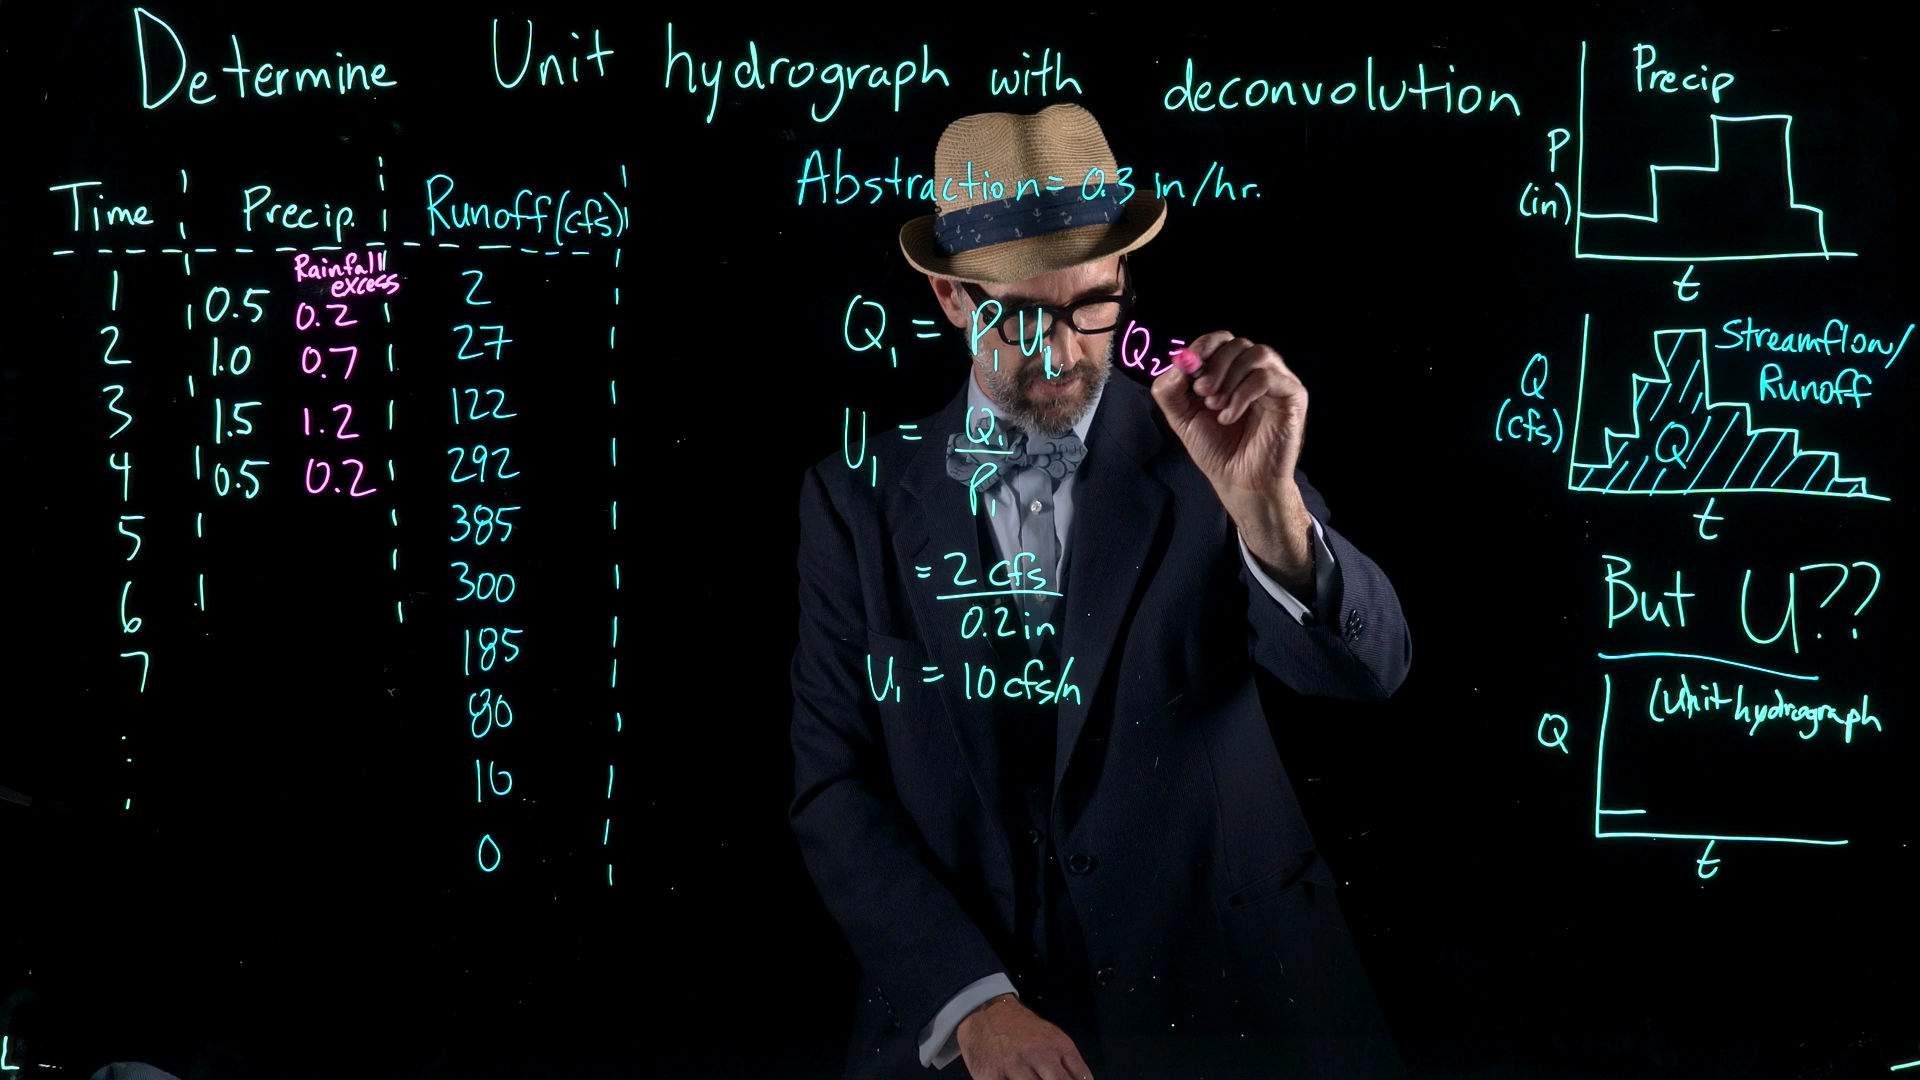 Determine Unit hydrograph with deconvolution
Abstraction = 0.3 in/hr.
Time Precip. Runoff (cfs)
Rainfall
excess
1 0.5 0.2 2
2 1.0 0.7 27
3 1.5 1.2 122
4 0.5 0.2 292
5 385
6 300
7 185
80
10
0
Q₁ = P₁ U₁
U₁ = Q₁
P₁
= 2 cfs
0.2 in
U₁ = 10 cfs/in
Q₂=
Precip
P
(in)
t
Streamflow/
Runoff
Q
(cfs)
Q
t
But U??
Unit hydrograph
Q
t